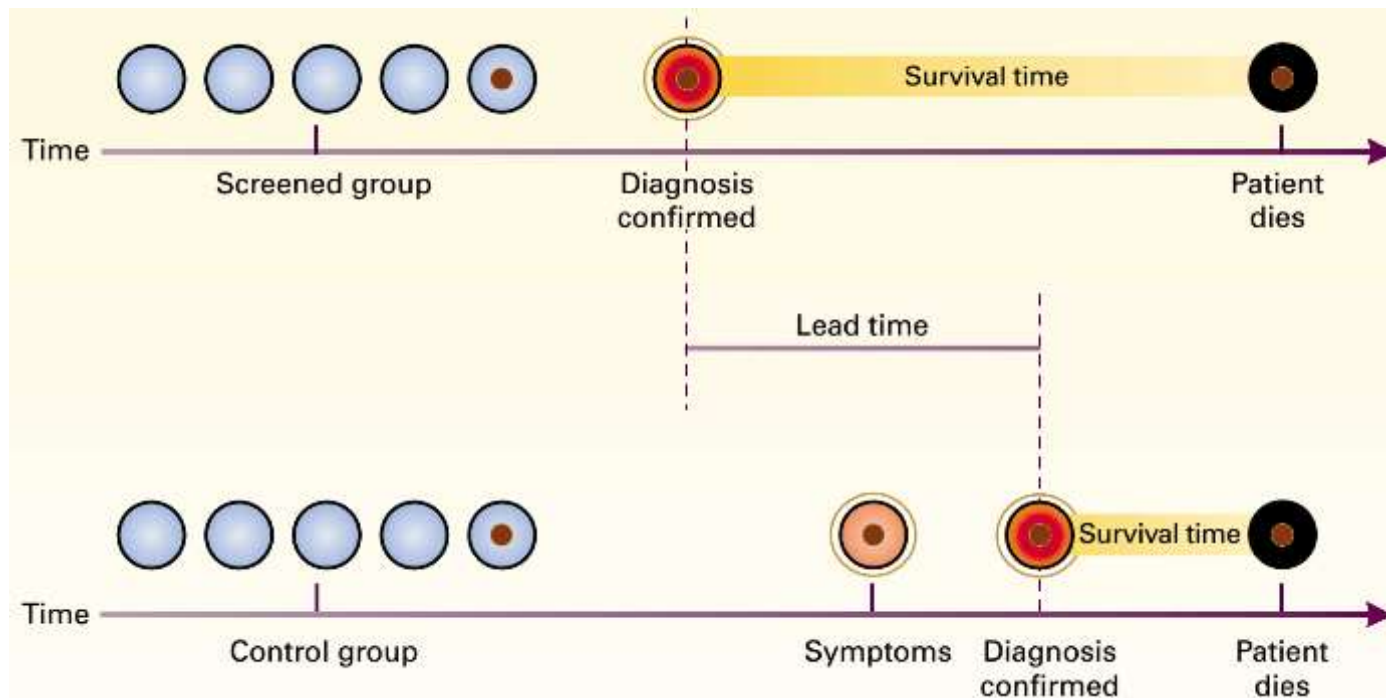 Survival time
Time
Screened group
Diagnosis
confirmed
Patient
dies
Lead time
Survival time
Time
Control group
Symptoms
Diagnosis
confirmed
Patient
dies